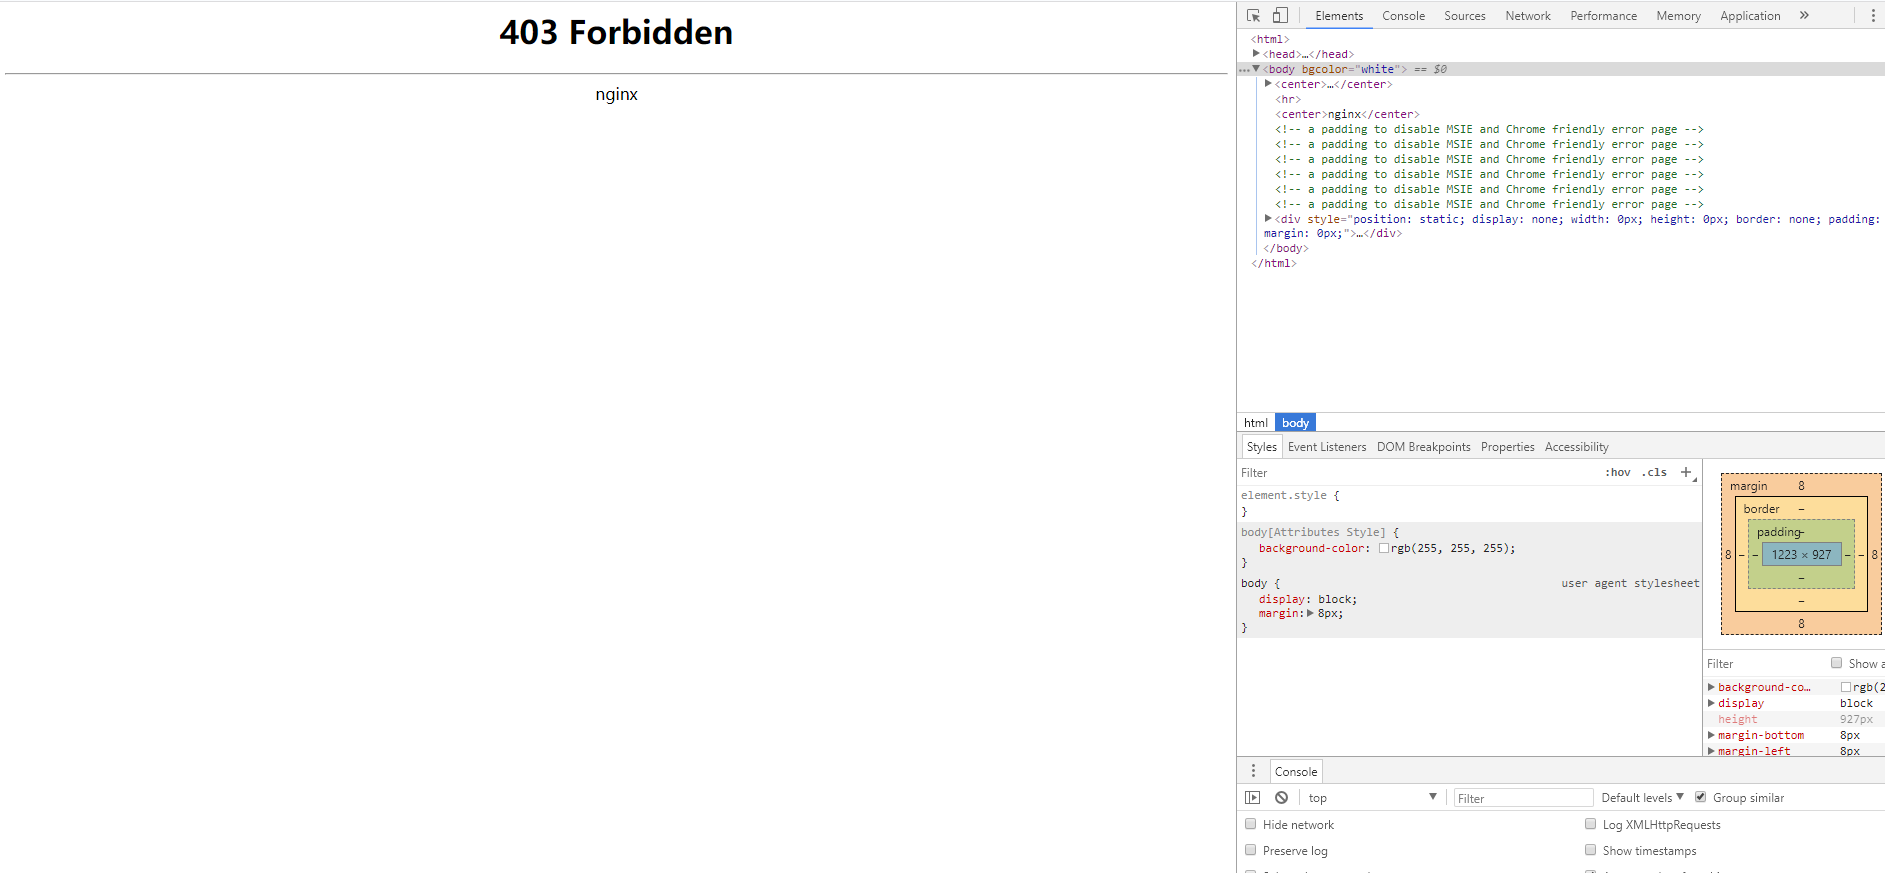 403 Forbidden
nginx
Elements Console Sources Network Performance Memory Application »
<html>
<head>…</head>
<body bgcolor="white"> == $0
<center>…</center>
<hr>
<center>nginx</center>
<!-- a padding to disable MSIE and Chrome friendly error page -->
<!-- a padding to disable MSIE and Chrome friendly error page -->
<!-- a padding to disable MSIE and Chrome friendly error page -->
<!-- a padding to disable MSIE and Chrome friendly error page -->
<!-- a padding to disable MSIE and Chrome friendly error page -->
<!-- a padding to disable MSIE and Chrome friendly error page -->
<div style="position: static; display: none; width: 0px; height: 0px; border: none; padding:
margin: 0px;">…</div>
</body>
</html>
html body
Styles Event Listeners DOM Breakpoints Properties Accessibility
Filter :hov .cls +
element.style {
}
body[Attributes Style] {
background-color: rgb(255, 255, 255);
}
body { user agent stylesheet
display: block;
margin: 8px;
}
margin 8
border –
padding –
8 – – 1223 × 927 – – 8
–
–
8
Filter Show a
background-co… rgb(2
display block
height 927px
margin-bottom 8px
margin-left 8px
Console
top Filter Default levels Group similar
Hide network Log XMLHttpRequests
Preserve log Show timestamps